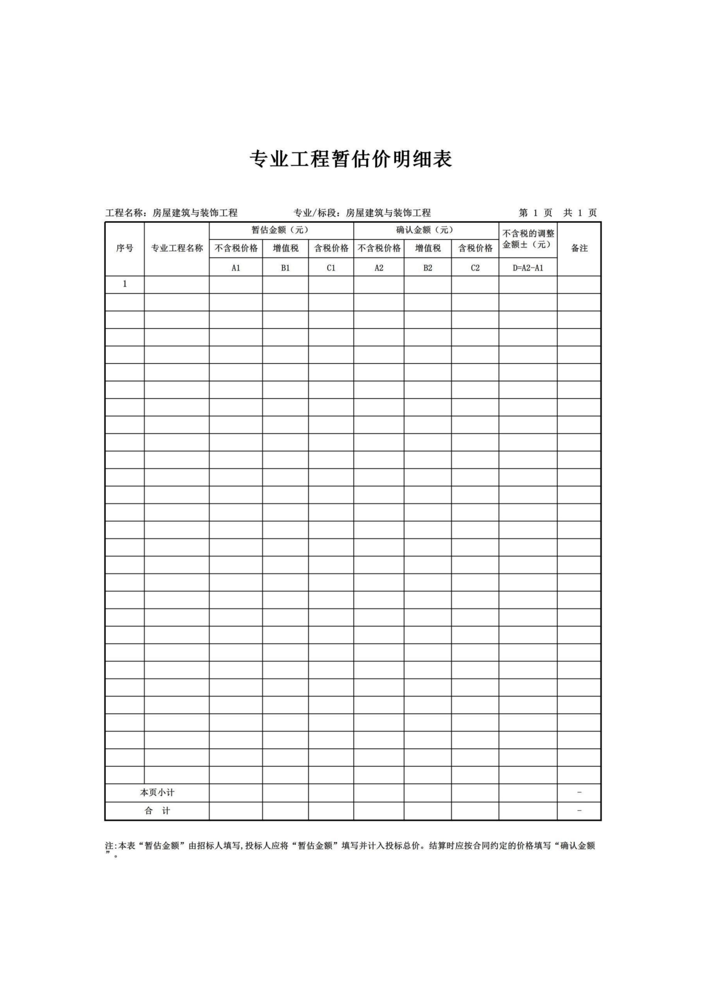 专业工程暂估价明细表
工程名称：房屋建筑与装饰工程 专业/标段：房屋建筑与装饰工程 第 1 页 共 1 页
序号 专业工程名称 暂估金额（元） 确认金额（元） 不含税的调整金额±（元） 备注
不含税价格 增值税 含税价格 不含税价格 增值税 含税价格
A1 B1 C1 A2 B2 C2 D=A2-A1
1
本页小计 -
合 计 -
注:本表“暂估金额”由招标人填写,投标人应将“暂估金额”填写并计入投标总价。结算时应按合同约定的价格填写“确认金额
”。